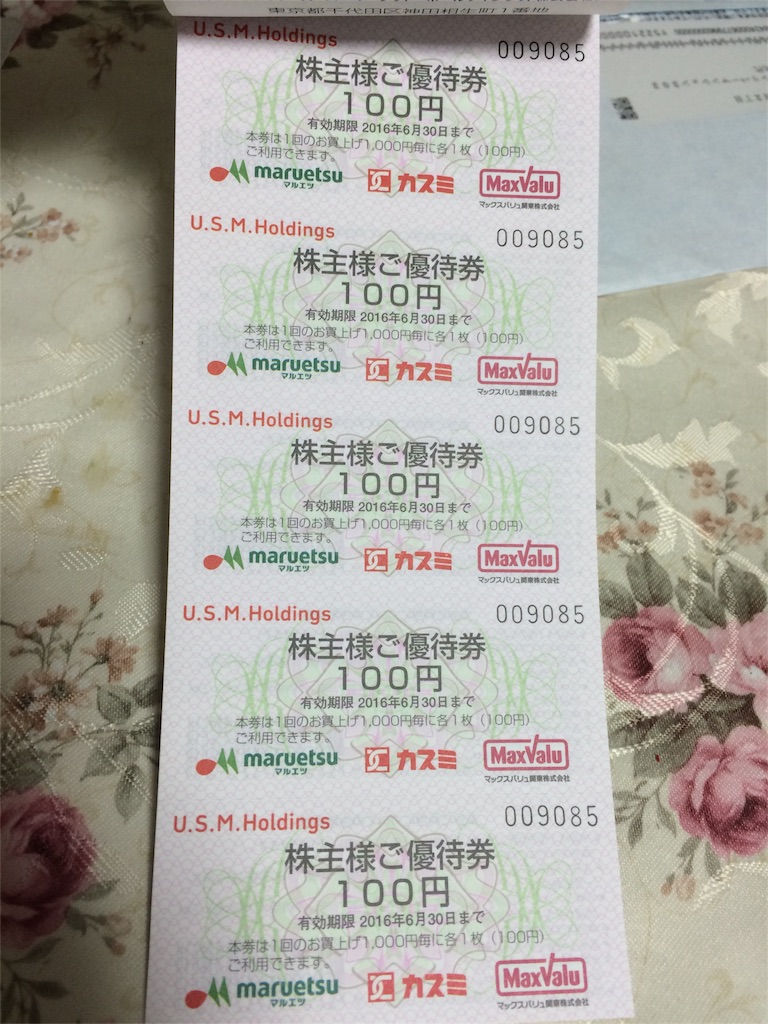 東京都千代田区神田相生町1番地
U.S.M.Holdings
009085
株主様ご優待券
100円
有効期限 2016年6月30日まで
本券は1回のお買上げ1,000円毎に各1枚（100円）
ご利用できます。
maruetsu カスミ MaxValu
マルエツ マックスバリュ関東株式会社
U.S.M.Holdings
009085
株主様ご優待券
100円
有効期限 2016年6月30日まで
本券は1回のお買上げ1,000円毎に各1枚（100円）
ご利用できます。
maruetsu カスミ MaxValu
マルエツ マックスバリュ関東株式会社
U.S.M.Holdings
009085
株主様ご優待券
100円
有効期限 2016年6月30日まで
本券は1回のお買上げ1,000円毎に各1枚（100円）
ご利用できます。
maruetsu カスミ MaxValu
マルエツ マックスバリュ関東株式会社
U.S.M.Holdings
009085
株主様ご優待券
100円
有効期限 2016年6月30日まで
本券は1回のお買上げ1,000円毎に各1枚（100円）
ご利用できます。
maruetsu カスミ MaxValu
マルエツ マックスバリュ関東株式会社
U.S.M.Holdings
009085
株主様ご優待券
100円
有効期限 2016年6月30日まで
本券は1回のお買上げ1,000円毎に各1枚（100円）
ご利用できます。
maruetsu カスミ MaxValu
マルエツ マックスバリュ関東株式会社